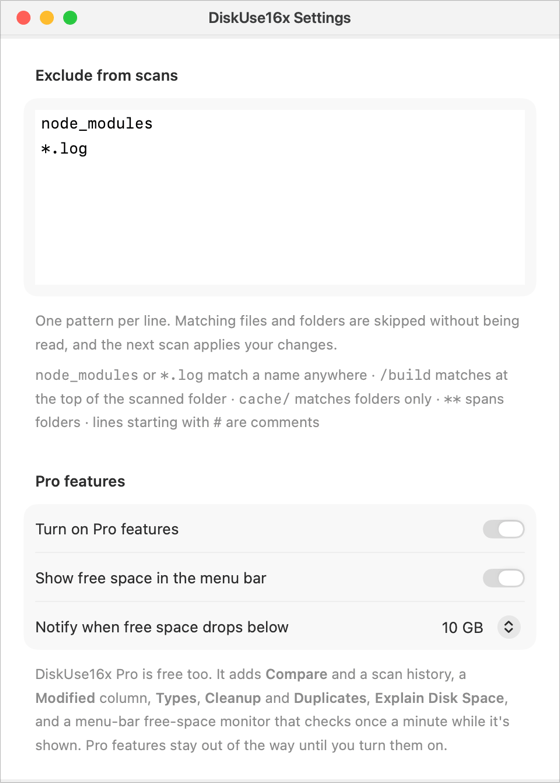 DiskUse16x Settings
Exclude from scans
node_modules
*.log
One pattern per line. Matching files and folders are skipped without being
read, and the next scan applies your changes.
node_modules or *.log match a name anywhere · /build matches at
the top of the scanned folder · cache/ matches folders only · ** spans
folders · lines starting with # are comments
Pro features
Turn on Pro features
Show free space in the menu bar
Notify when free space drops below 10 GB
DiskUse16x Pro is free too. It adds Compare and a scan history, a
Modified column, Types, Cleanup and Duplicates, Explain Disk Space,
and a menu-bar free-space monitor that checks once a minute while it's
shown. Pro features stay out of the way until you turn them on.